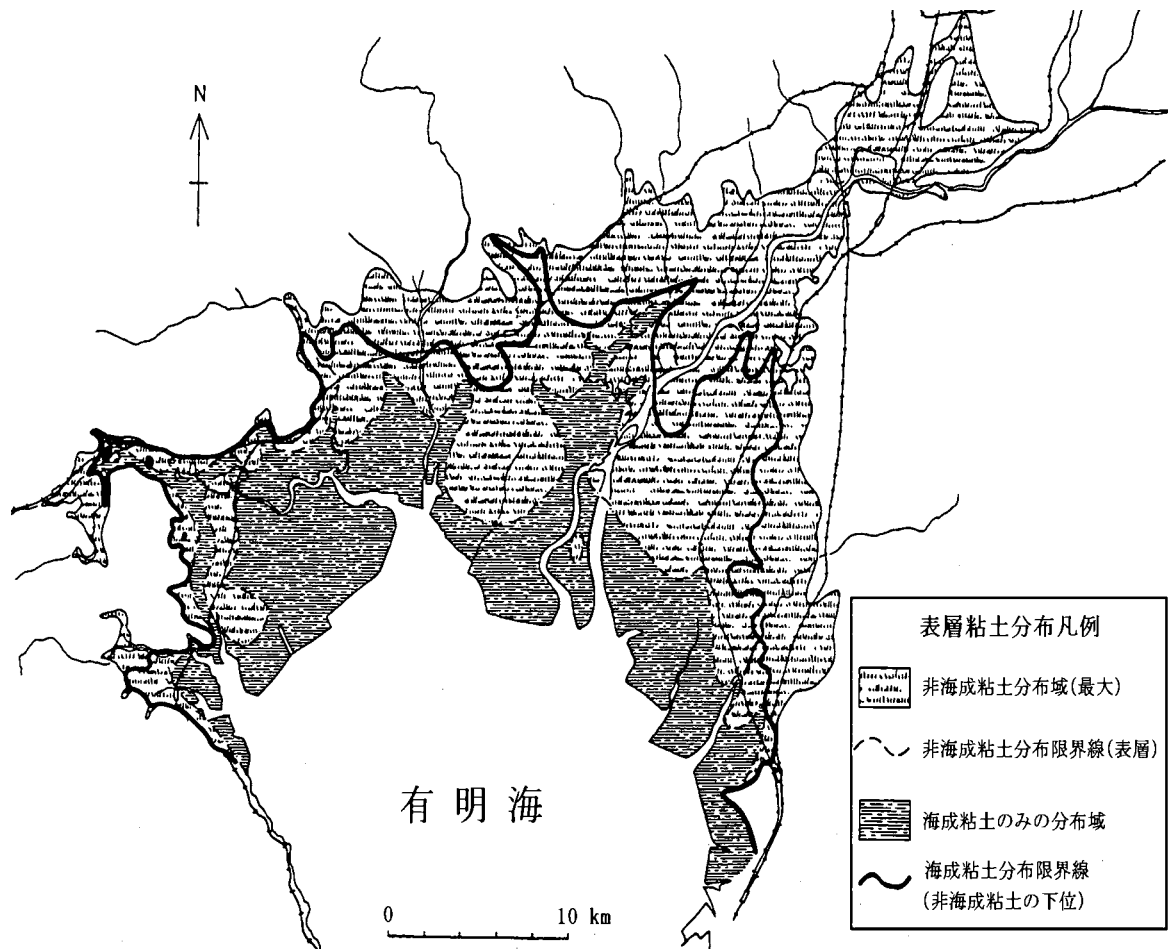 N
有明海
0 10 km
表層粘土分布凡例
非海成粘土分布域(最大)
非海成粘土分布限界線(表層)
海成粘土のみの分布域
海成粘土分布限界線
(非海成粘土の下位)